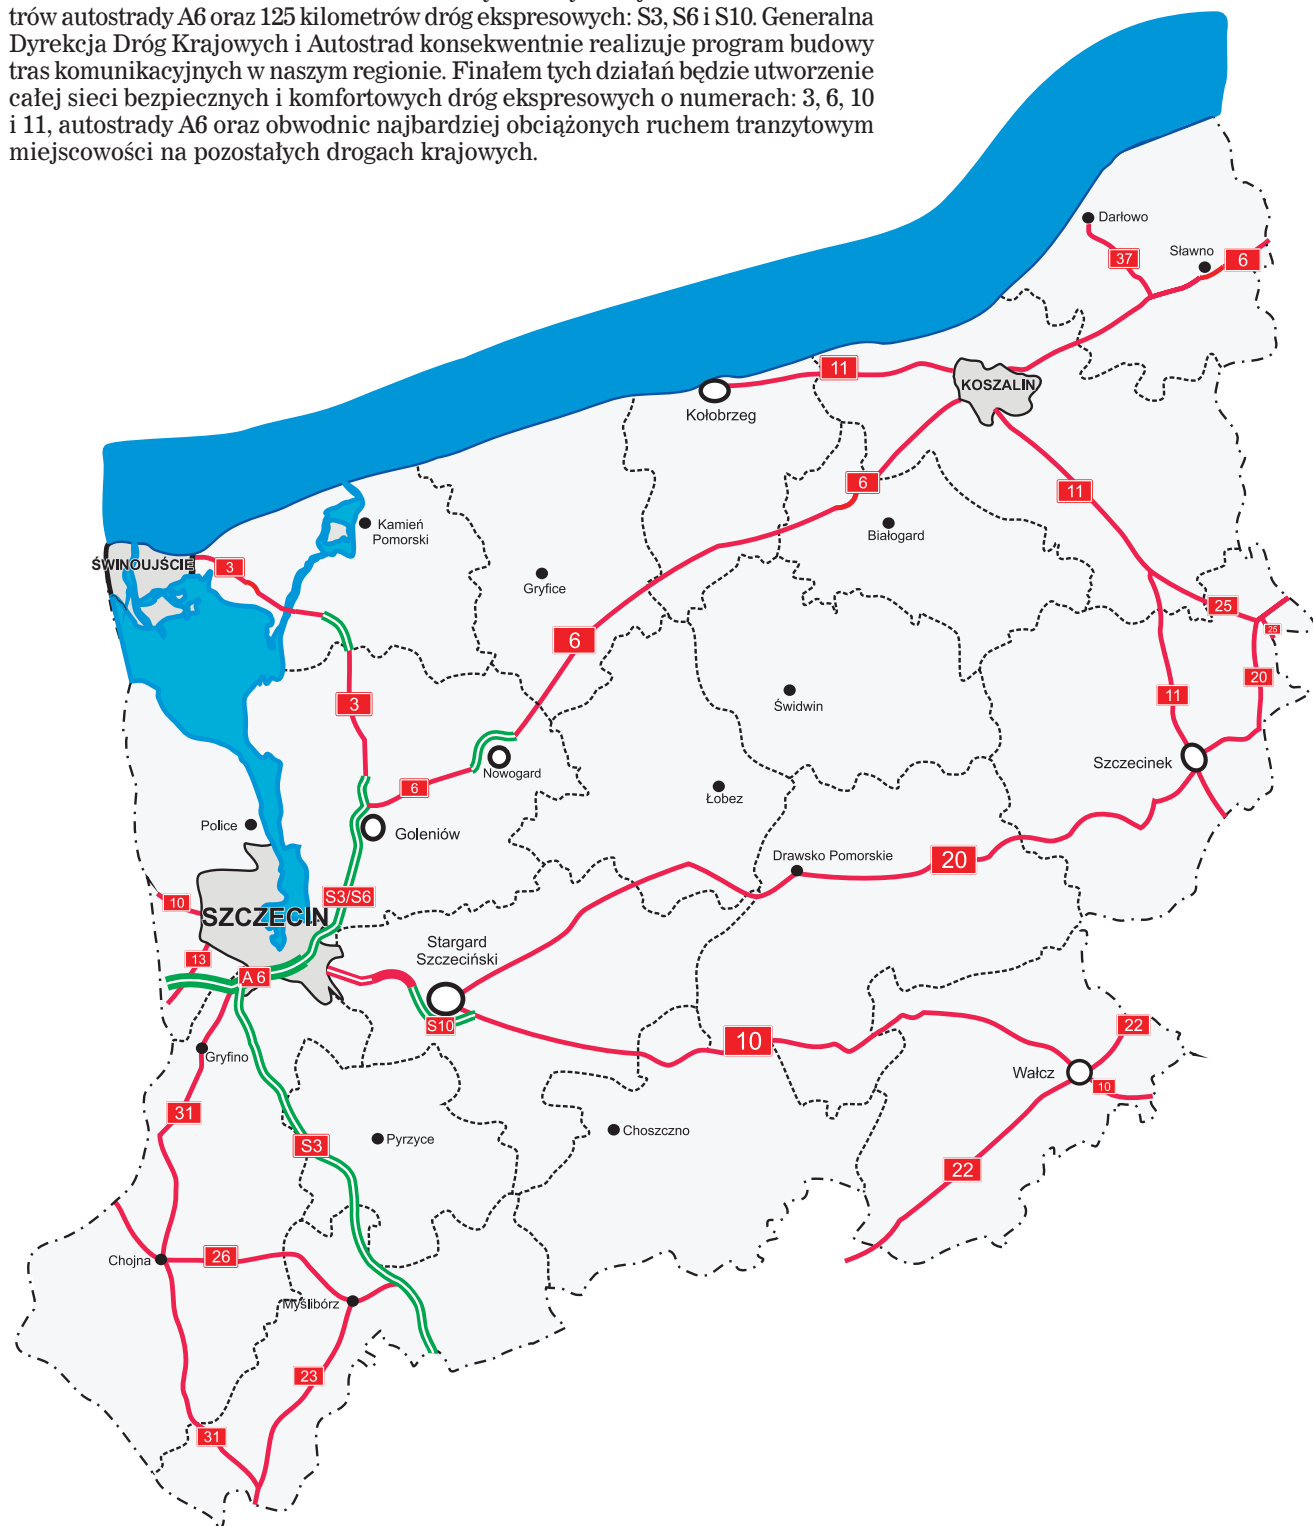 trów autostrady A6 oraz 125 kilometrów dróg ekspresowych: S3, S6 i S10. Generalna
Dyrekcja Dróg Krajowych i Autostrad konsekwentnie realizuje program budowy
tras komunikacyjnych w naszym regionie. Finałem tych działań będzie utworzenie
całej sieci bezpiecznych i komfortowych dróg ekspresowych o numerach: 3, 6, 10
i 11, autostrady A6 oraz obwodnic najbardziej obciążonych ruchem tranzytowym
miejscowości na pozostałych drogach krajowych.
Darłowo
37
Sławno
6
11
KOSZALIN
Kołobrzeg
6
11
Kamień
Pomorski
Białogard
ŚWINOUJŚCIE
3
Gryfice
25
25
6
20
3
Świdwin
11
Nowogard
Szczecinek
6
Łobez
Police
Goleniów
Drawsko Pomorskie
20
S3/S6
10
SZCZECIN
Stargard
Szczeciński
13
A 6
S10
22
10
Gryfino
Wałcz
10
31
S3
Pyrzyce
Choszczno
22
Chojna
26
Myślibórz
23
31